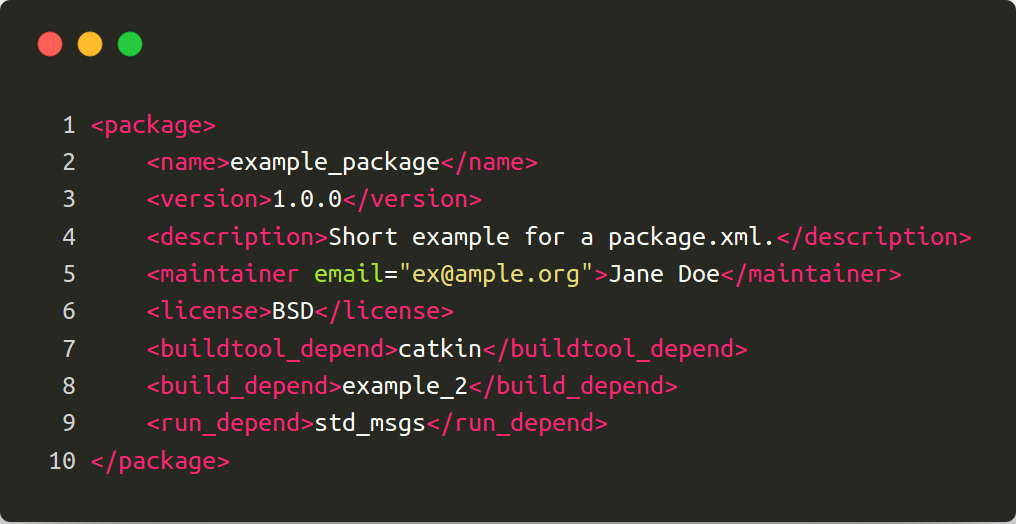 1 <package>
2     <name>example_package</name>
3     <version>1.0.0</version>
4     <description>Short example for a package.xml.</description>
5     <maintainer email="ex@ample.org">Jane Doe</maintainer>
6     <license>BSD</license>
7     <buildtool_depend>catkin</buildtool_depend>
8     <build_depend>example_2</build_depend>
9     <run_depend>std_msgs</run_depend>
10 </package>